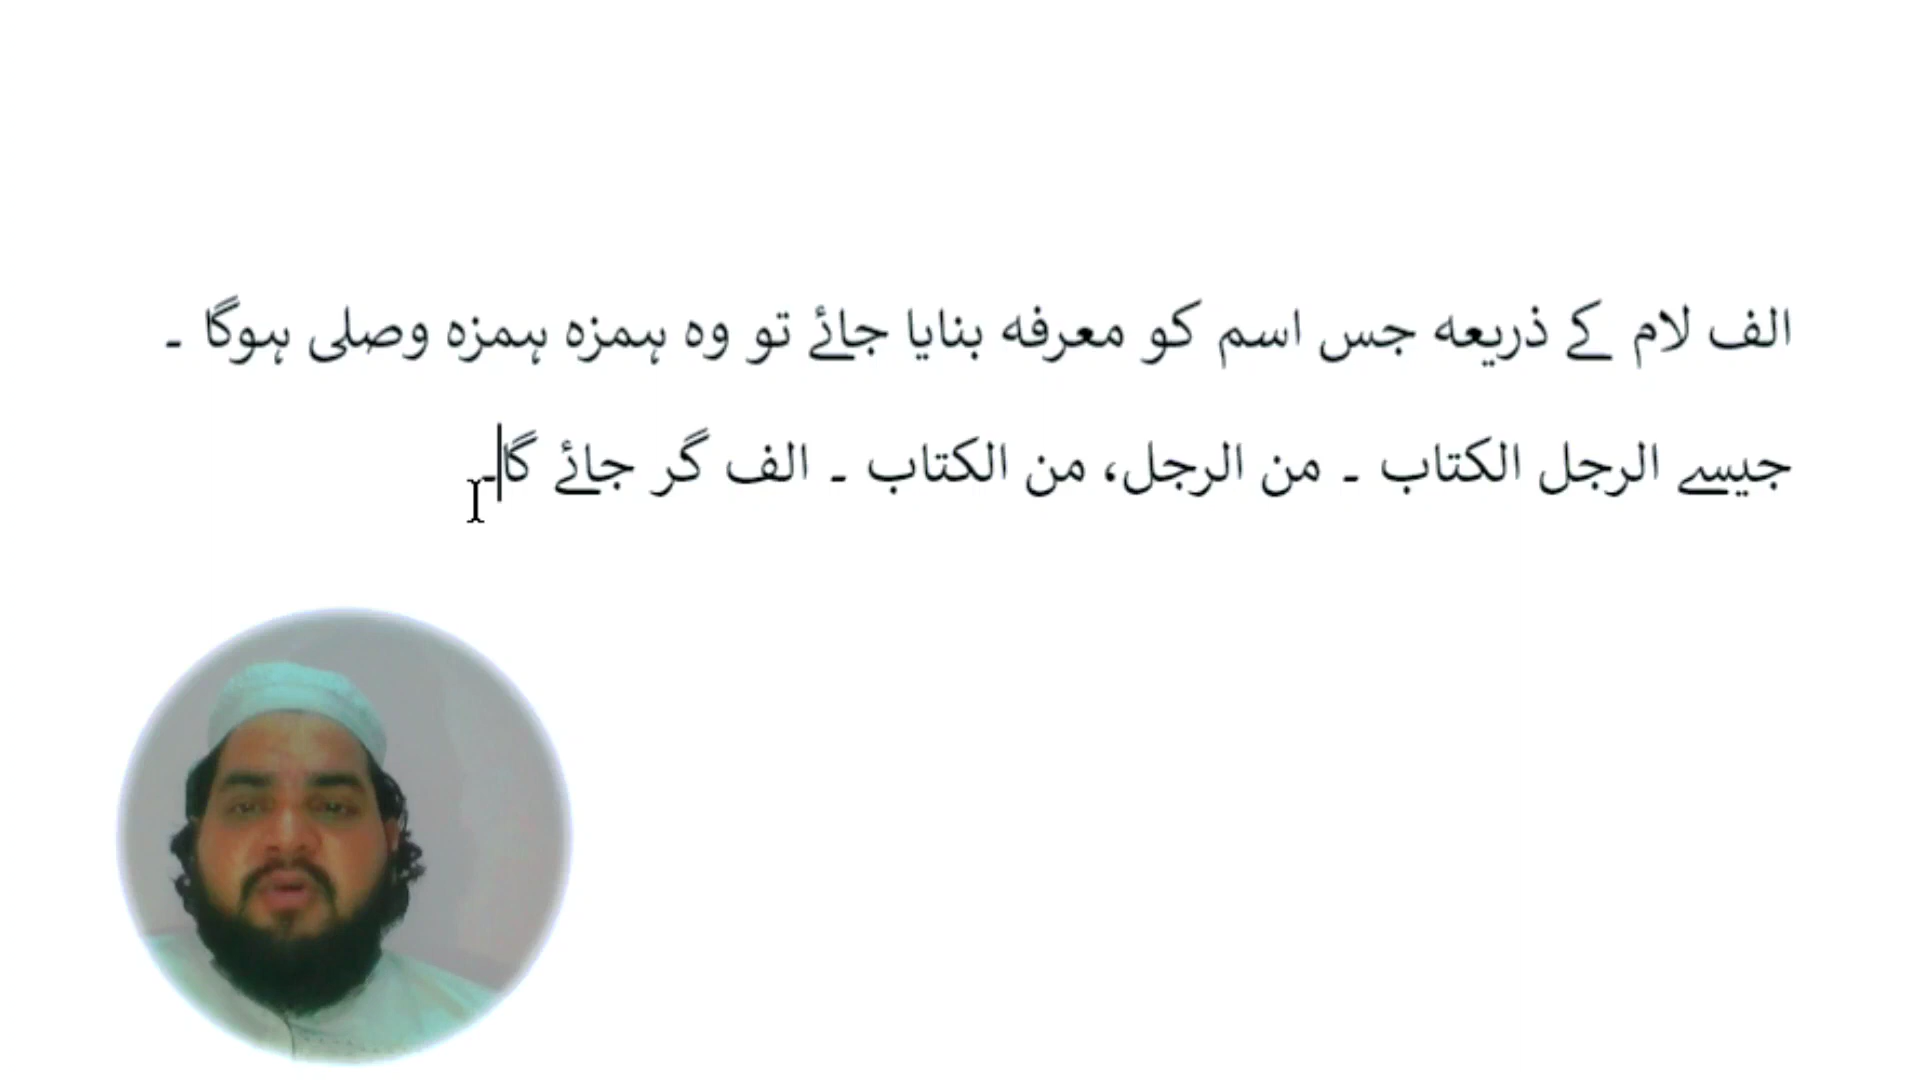 الف لام کے ذریعہ جس اسم کو معرفہ بنایا جائے تو وہ ہمزہ ہمزہ وصلی ہوگا ۔
جیسے الرجل الکتاب ۔ من الرجل، من الکتاب ۔ الف گر جائے گا۔